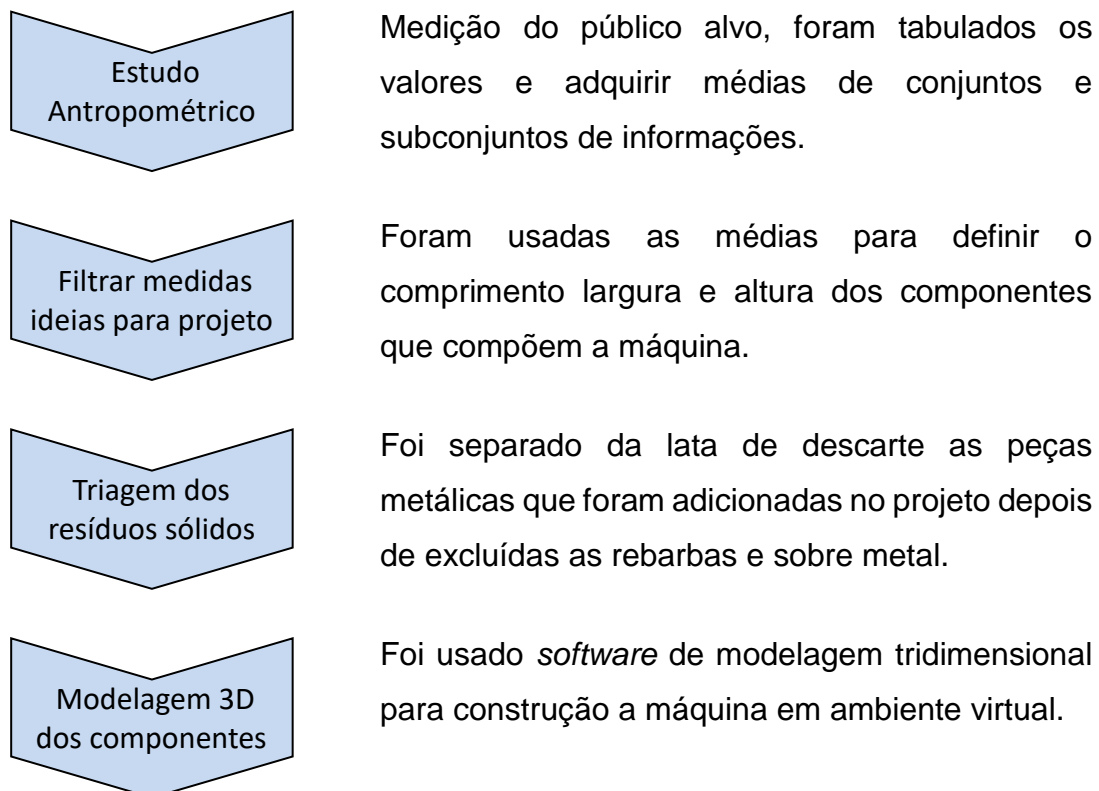 Estudo
Antropométrico
Medição do público alvo, foram tabulados os
valores e adquirir médias de conjuntos e
subconjuntos de informações.
Filtrar medidas
ideias para projeto
Foram usadas as médias para definir o
comprimento largura e altura dos componentes
que compõem a máquina.
Triagem dos
resíduos sólidos
Foi separado da lata de descarte as peças
metálicas que foram adicionadas no projeto depois
de excluídas as rebarbas e sobre metal.
Modelagem 3D
dos componentes
Foi usado software de modelagem tridimensional
para construção a máquina em ambiente virtual.